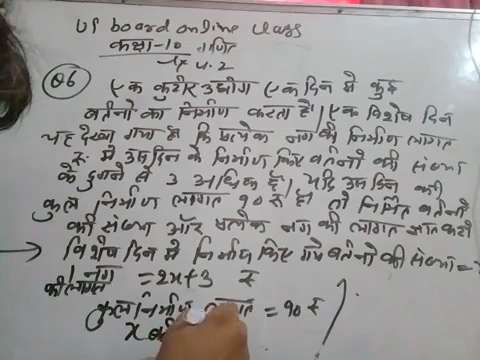 UP board online class
कक्षा-10 गणित
4.2
Q6 एक कुटीर उद्योग एक दिन में कुछ
बर्तनो का निर्माण करता है। एक विशेष दिन
यह देखा गया कि प्रत्येक नग की निर्माण लागत
रु में उस दिन के निर्माण किए बर्तनों की संख्या
के दुगने से 3 अधिक है। यदि उस दिन की
कुल निर्माण लागत 90 रु है। तो निर्मित बर्तनों
की संख्या और प्रत्येक नग की लागत ज्ञात करो
→ विशेष दिन में निर्माण किए गये बर्तनों की संख्या = x
1 नग की लागत = 2x+3 रु
कुल निर्माण लागत = 90 रु
x